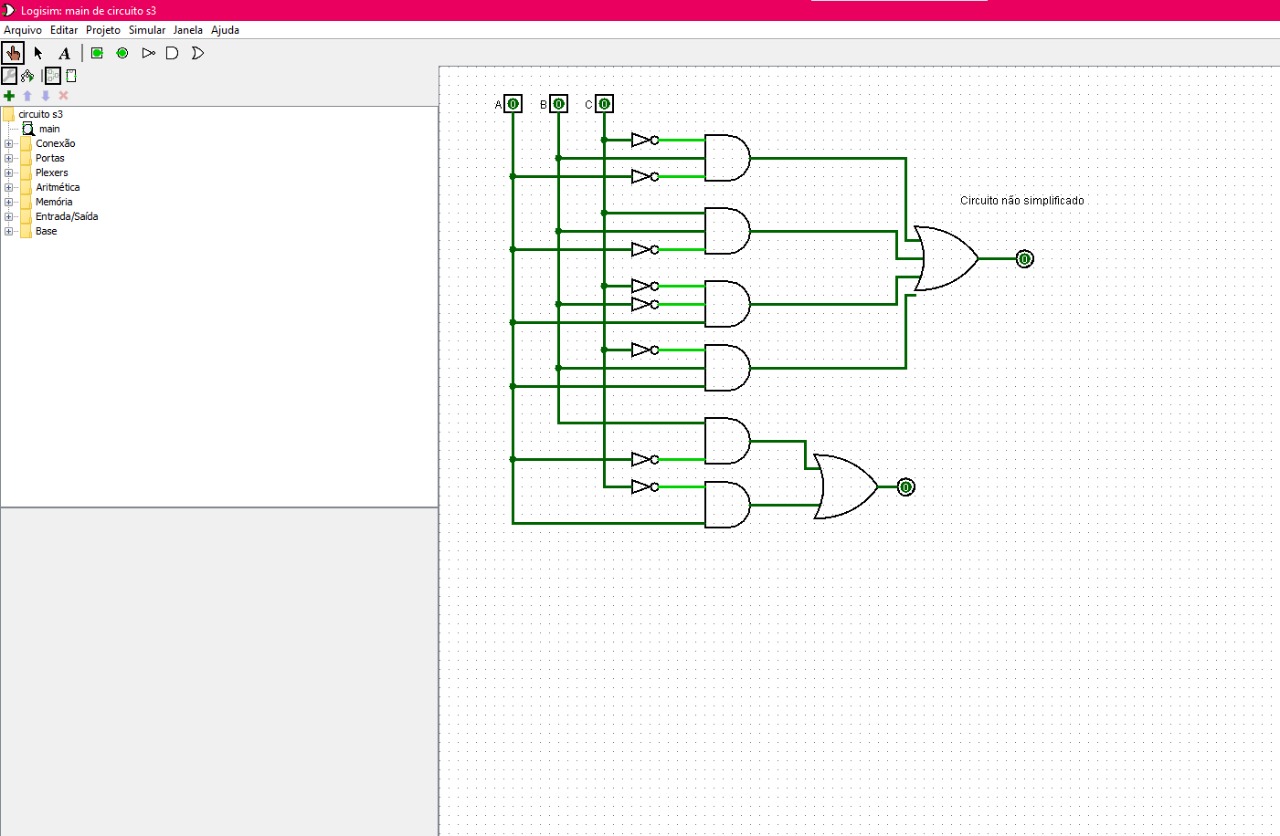 Logisim: main de circuito s3
Arquivo Editar Projeto Simular Janela Ajuda
A
circuito s3
main
Conexão
Portas
Plexers
Aritmética
Memória
Entrada/Saída
Base
A 0 B 0 C 0
Circuito não simplificado
0
0